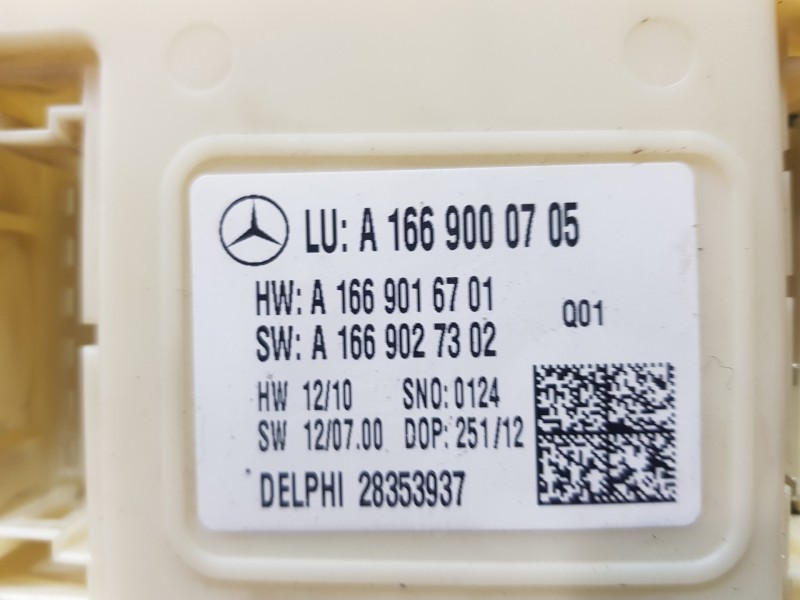 LU: A 166 900 07 05
HW: A 166 901 67 01
SW: A 166 902 73 02
Q01
HW 12/10 SNO: 0124
SW 12/07.00 DOP: 251/12
DELPHI 28353937